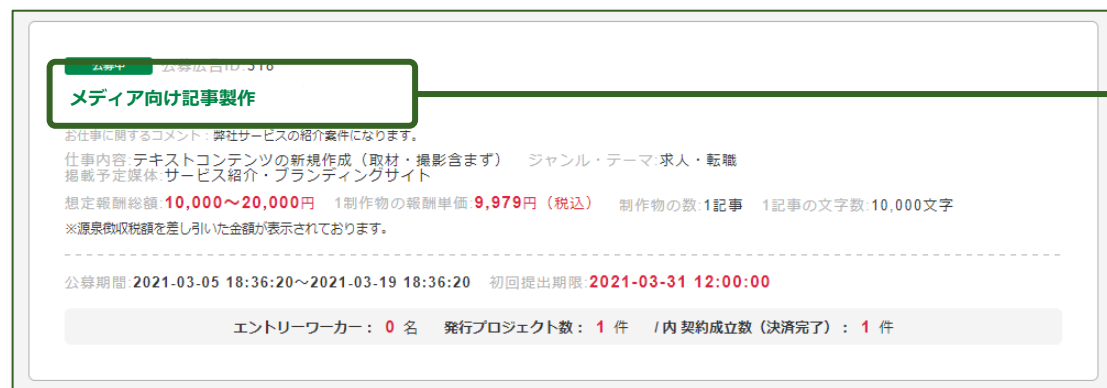 公募中 公募広告ID:318
メディア向け記事製作
お仕事に関するコメント：弊社サービスの紹介案件になります。
仕事内容:テキストコンテンツの新規作成（取材・撮影含まず） ジャンル・テーマ:求人・転職
掲載予定媒体:サービス紹介・ブランディングサイト
想定報酬総額:10,000〜20,000円 1制作物の報酬単価:9,979円（税込） 制作物の数:1記事 1記事の文字数:10,000文字
※源泉徴収税額を差し引いた金額が表示されております。
公募期間:2021-03-05 18:36:20〜2021-03-19 18:36:20 初回提出期限:2021-03-31 12:00:00
エントリーワーカー： 0 名 発行プロジェクト数： 1 件 / 内 契約成立数（決済完了）： 1 件